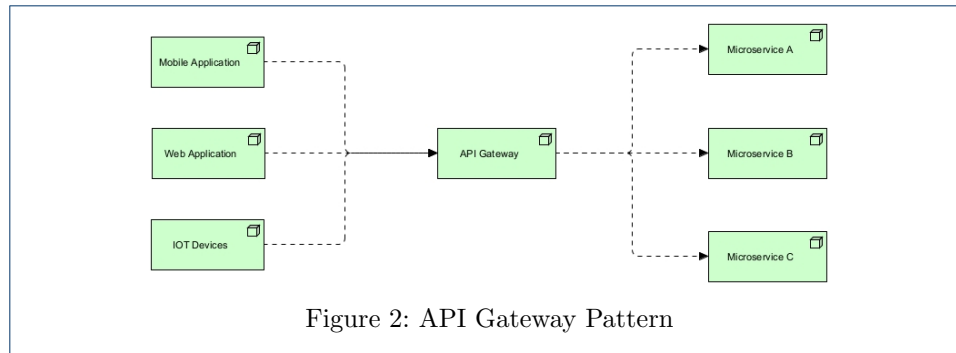 Mobile Application
Web Application
IOT Devices
API Gateway
Microservice A
Microservice B
Microservice C
Figure 2: API Gateway Pattern